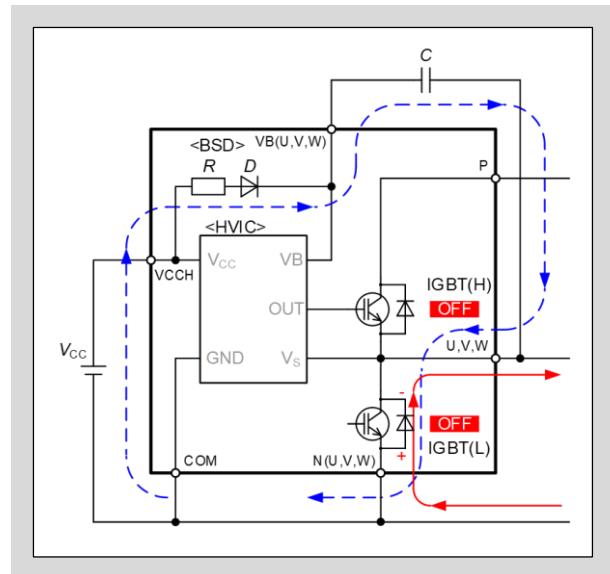 C
<BSD>
VB(U,V,W)
R
D
P
<HVIC>
VCCH
VCC
VB
IGBT(H)
OUT
OFF
U,V,W
VCC
GND
VS
-
OFF
+
IGBT(L)
COM
N(U,V,W)